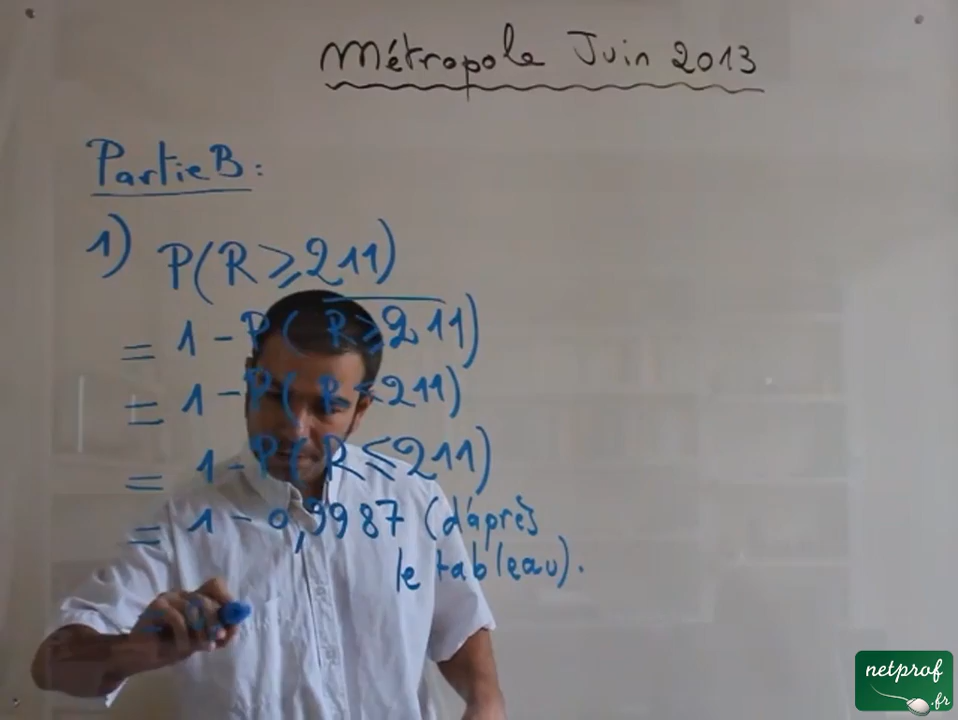 Métropole Juin 2013
Partie B :
1) P(R ⩾ 211)
= 1 - P( \overline{R ⩾ 211})
= 1 - P( R < 211)
= 1 - P( R ⩽ 211)
= 1 - 0,9987 (d'après
le tableau).
netprof
.fr